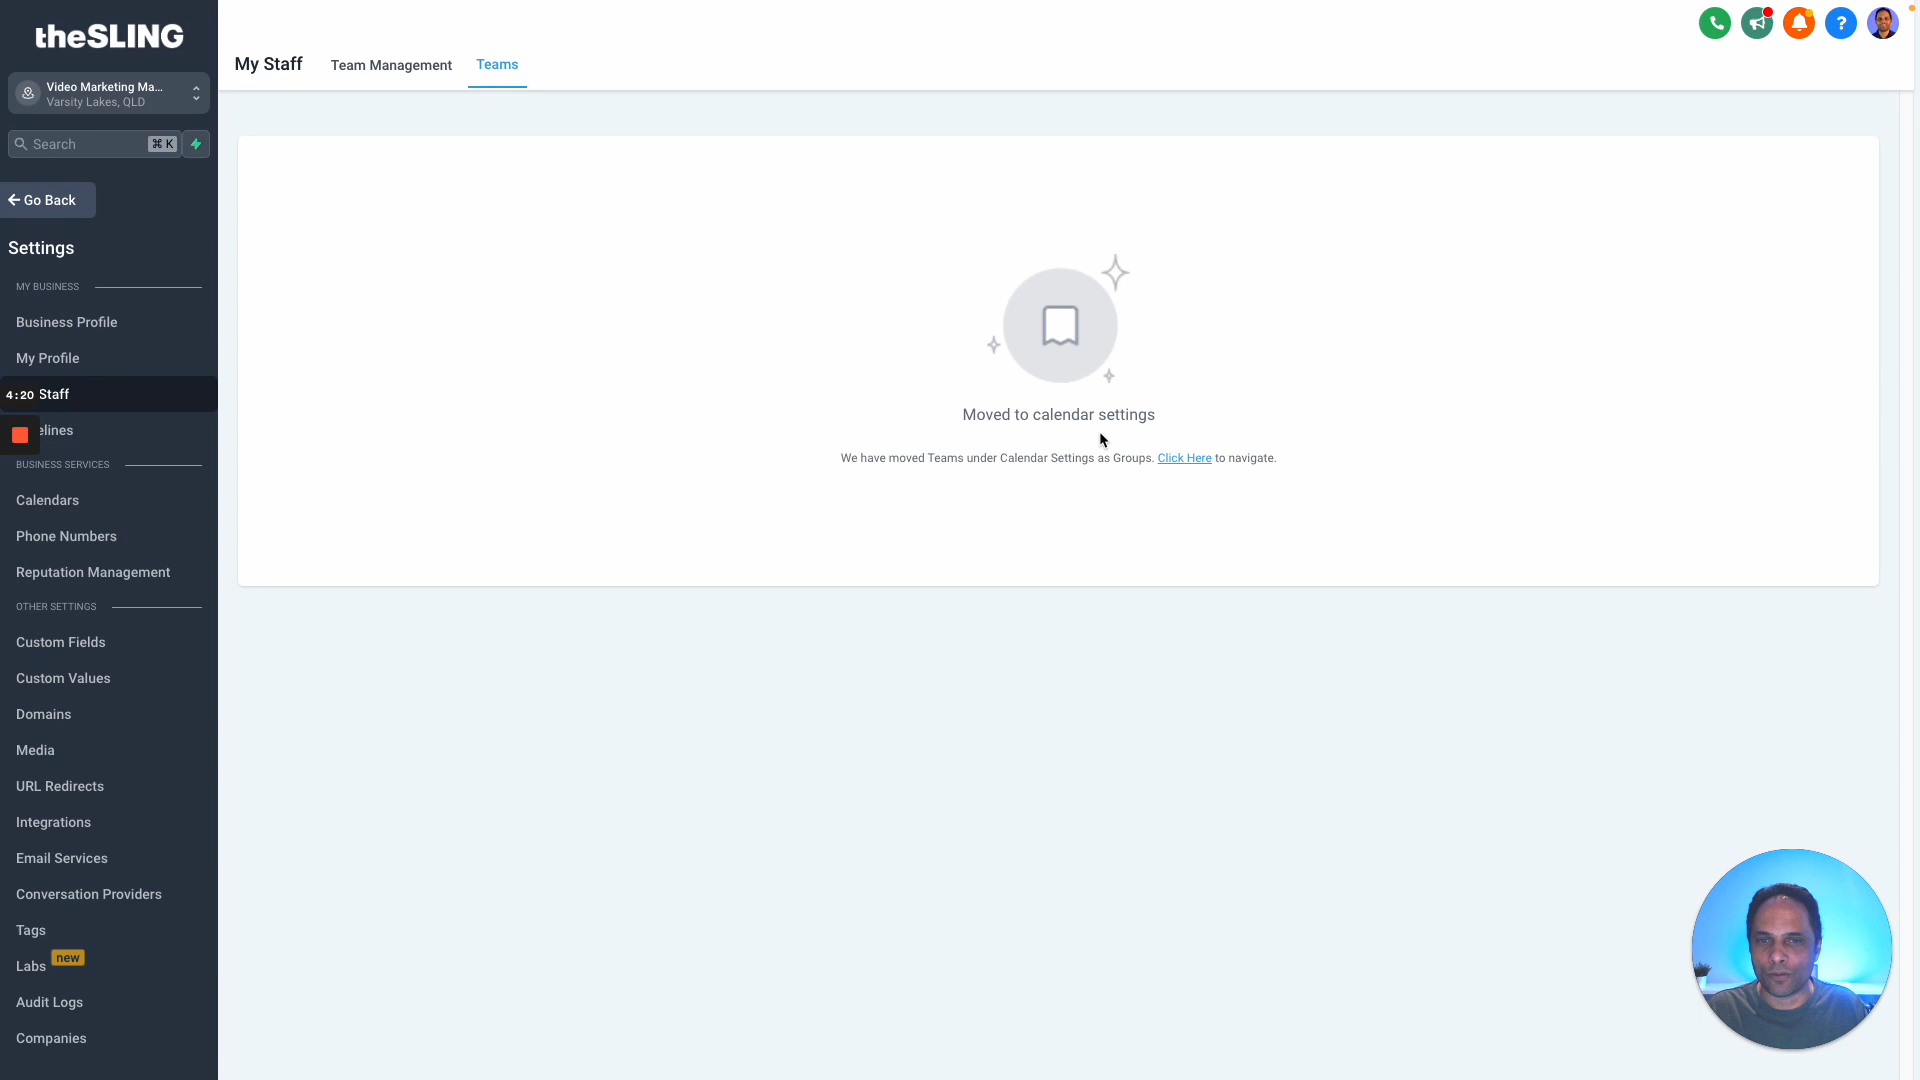 theSLING
Video Marketing Ma...
Varsity Lakes, QLD
Search
⌘ K
Go Back
Settings
MY BUSINESS
Business Profile
My Profile
4:20 Staff
elines
BUSINESS SERVICES
Calendars
Phone Numbers
Reputation Management
OTHER SETTINGS
Custom Fields
Custom Values
Domains
Media
URL Redirects
Integrations
Email Services
Conversation Providers
Tags
Labs new
Audit Logs
Companies
My Staff
Team Management
Teams
?
Moved to calendar settings
We have moved Teams under Calendar Settings as Groups. Click Here to navigate.